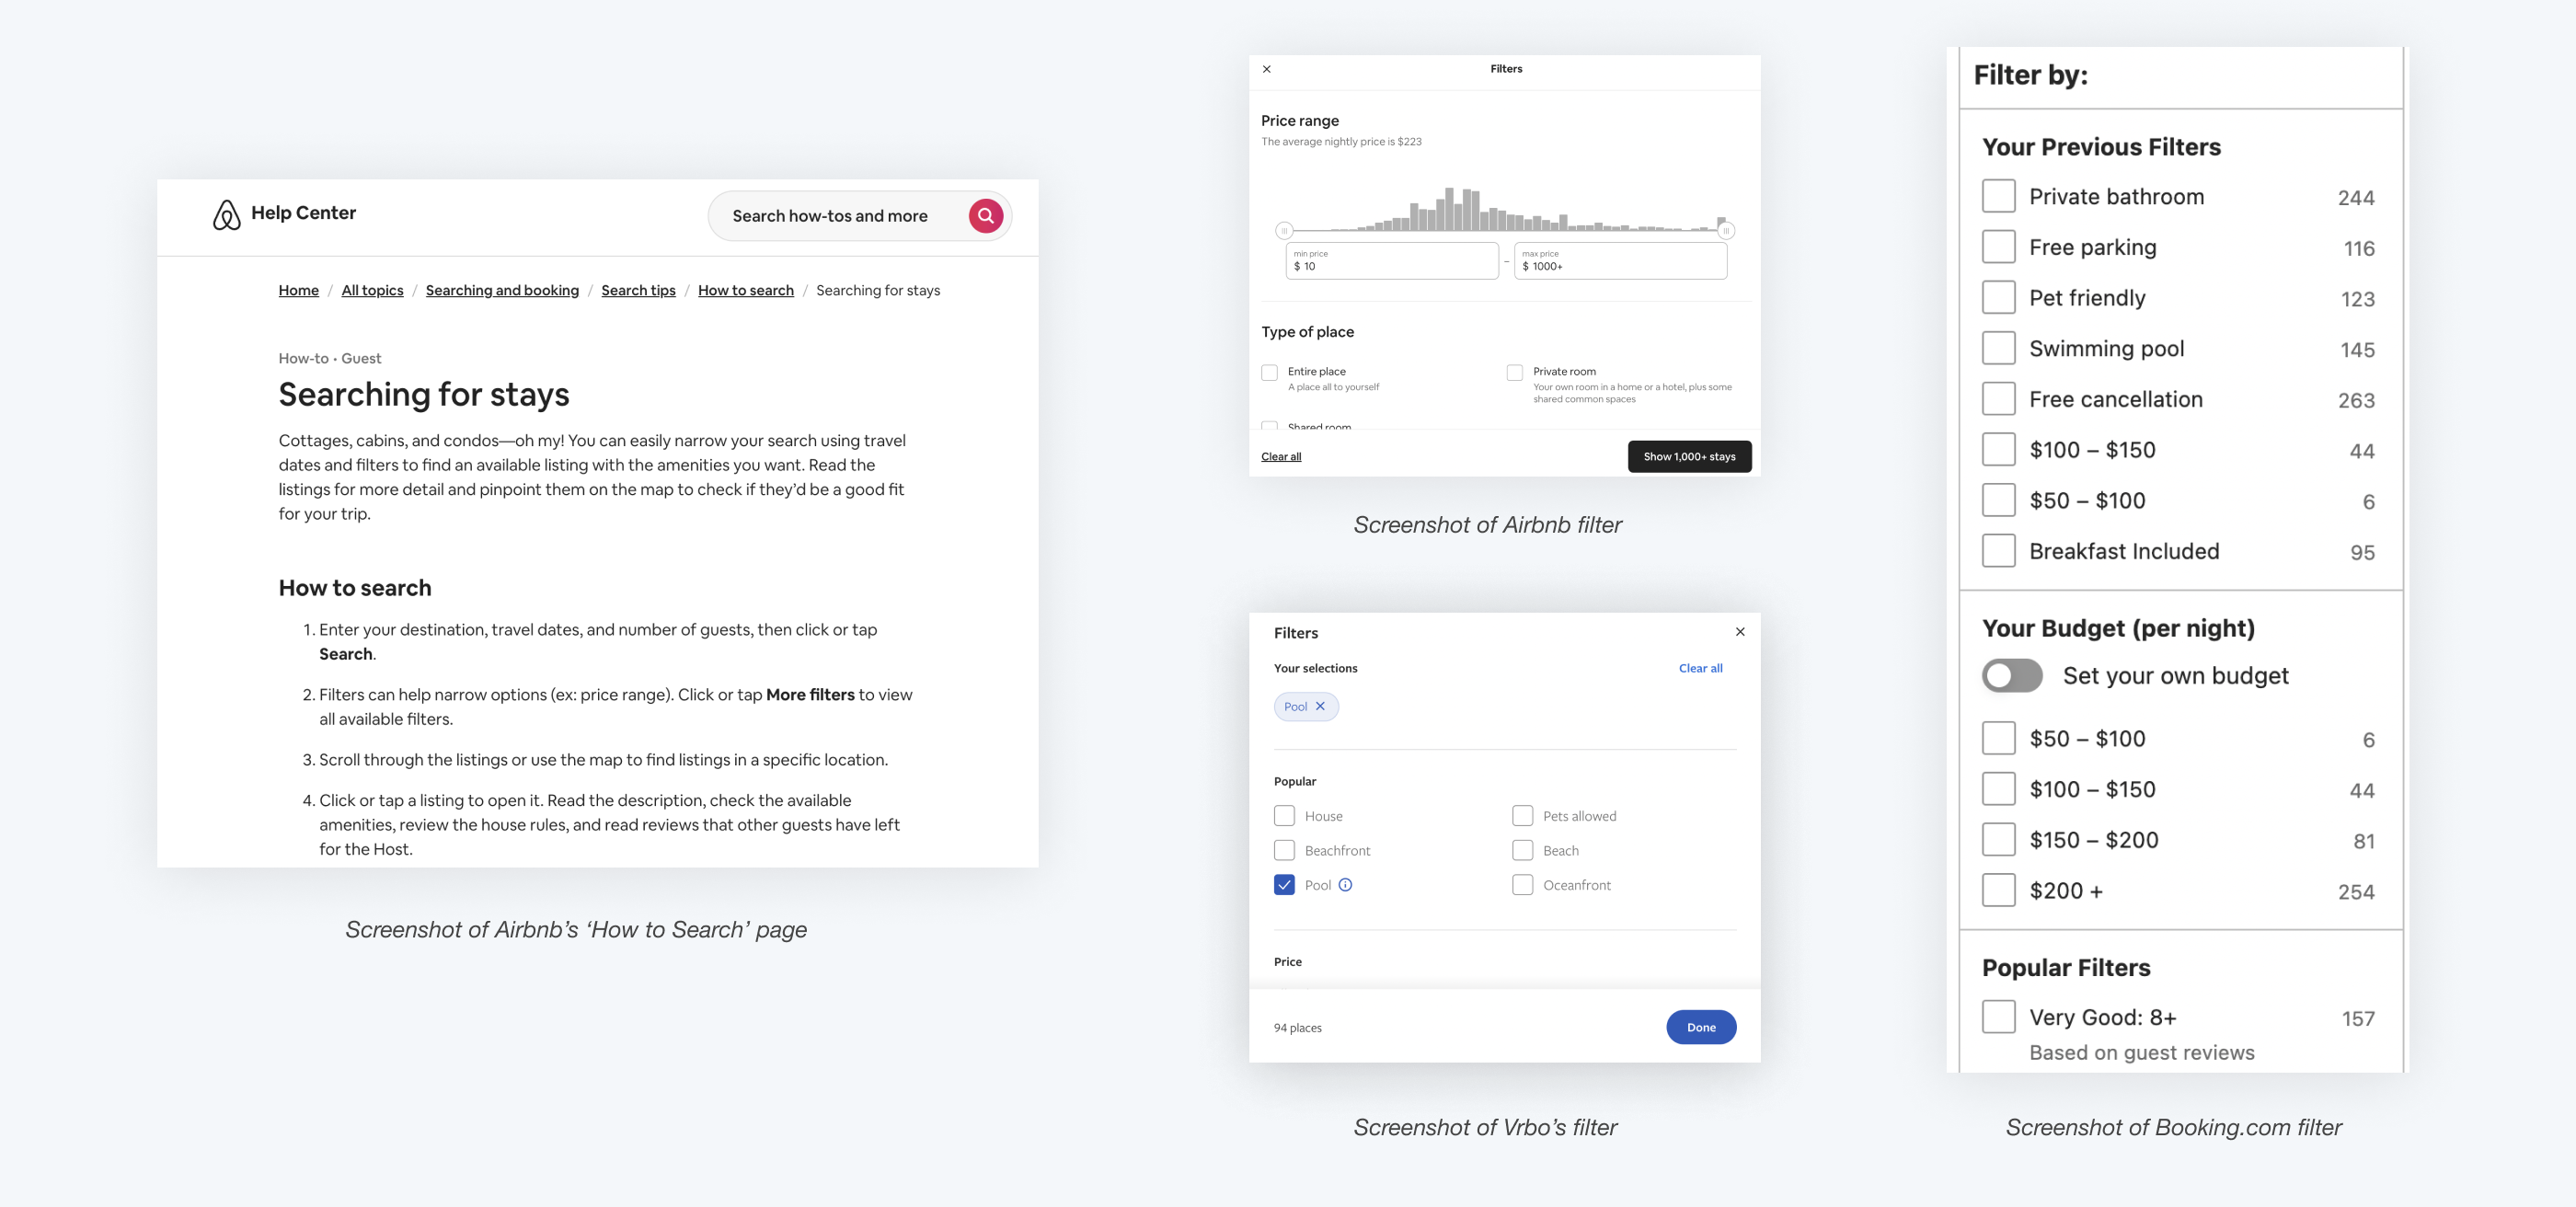 Help Center
Search how-tos and more
Home / All topics / Searching and booking / Search tips / How to search / Searching for stays
How-to • Guest
Searching for stays
Cottages, cabins, and condos—oh my! You can easily narrow your search using travel
dates and filters to find an available listing with the amenities you want. Read the
listings for more detail and pinpoint them on the map to check if they’d be a good fit
for your trip.
How to search
1. Enter your destination, travel dates, and number of guests, then click or tap
Search.
2. Filters can help narrow options (ex: price range). Click or tap More filters to view
all available filters.
3. Scroll through the listings or use the map to find listings in a specific location.
4. Click or tap a listing to open it. Read the description, check the available
amenities, review the house rules, and read reviews that other guests have left
for the Host.
Screenshot of Airbnb’s ‘How to Search’ page
Filters
Price range
The average nightly price is $223
min price
$ 10
–
max price
$ 1000+
Type of place
Entire place
A place all to yourself
Private room
Your own room in a home or a hotel, plus some
shared common spaces
Shared room
Clear all
Show 1,000+ stays
Screenshot of Airbnb filter
Filters
Your selections
Clear all
Pool
Popular
House
Pets allowed
Beachfront
Beach
Pool
Oceanfront
Price
94 places
Done
Screenshot of Vrbo’s filter
Filter by:
Your Previous Filters
Private bathroom 244
Free parking 116
Pet friendly 123
Swimming pool 145
Free cancellation 263
$100 – $150 44
$50 – $100 6
Breakfast Included 95
Your Budget (per night)
Set your own budget
$50 – $100 6
$100 – $150 44
$150 – $200 81
$200 + 254
Popular Filters
Very Good: 8+ 157
Based on guest reviews
Screenshot of Booking.com filter